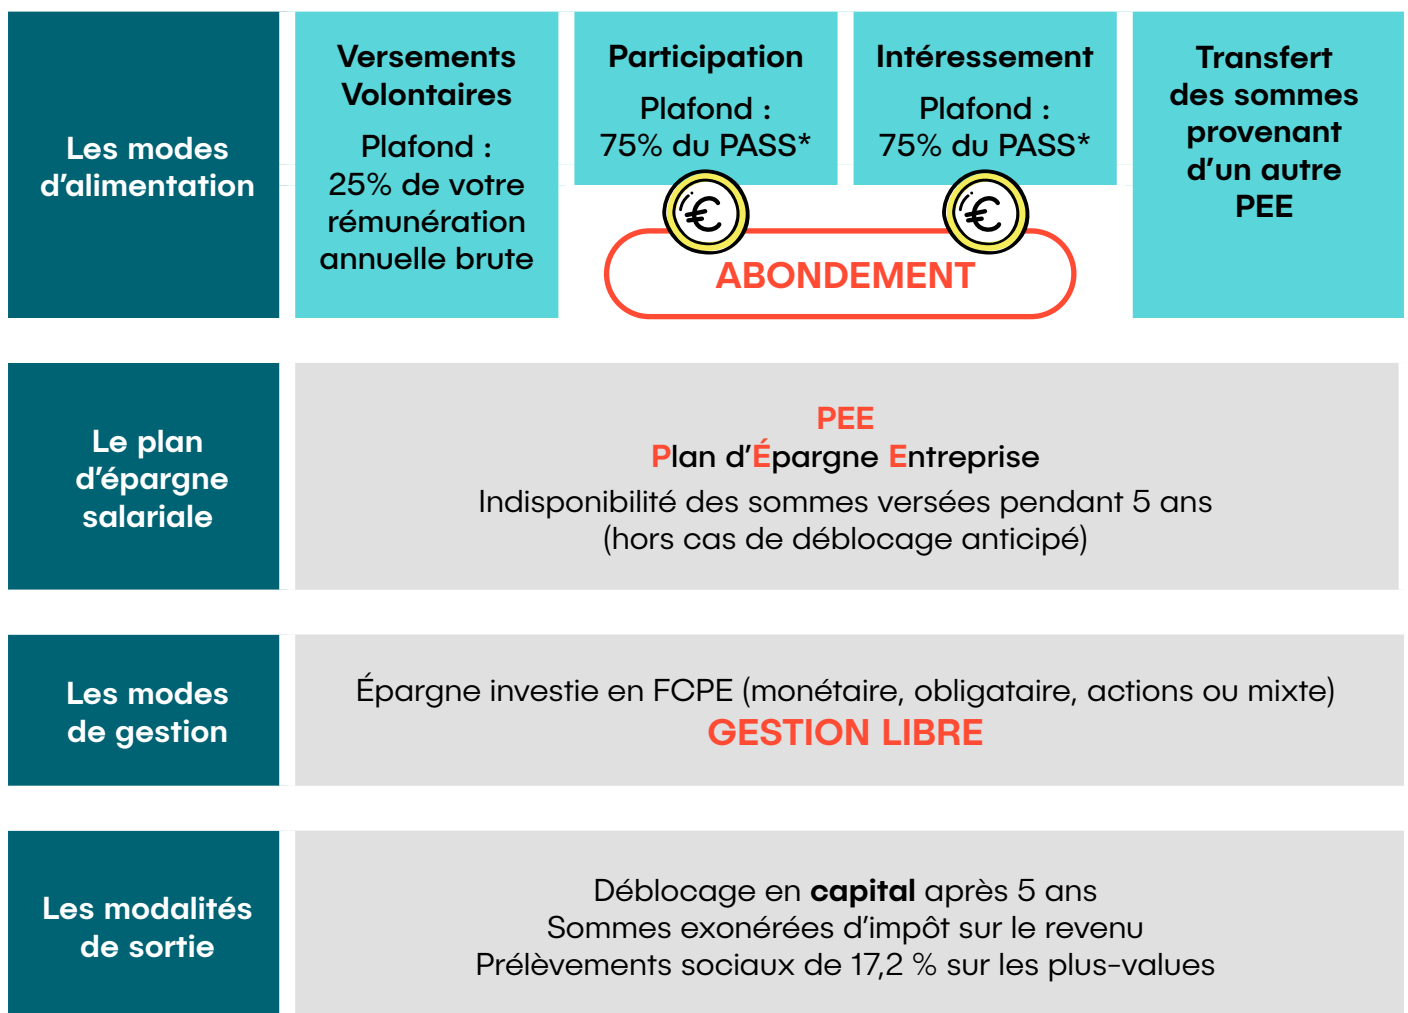 Les modes
d’alimentation
Versements
Volontaires
Plafond :
25% de votre
rémunération
annuelle brute
Participation
Plafond :
75% du PASS*
Intéressement
Plafond :
75% du PASS*
€
€
ABONDEMENT
Transfert
des sommes
provenant
d’un autre
PEE
Le plan
d’épargne
salariale
PEE
Plan d’Épargne Entreprise
Indisponibilité des sommes versées pendant 5 ans
(hors cas de déblocage anticipé)
Les modes
de gestion
Épargne investie en FCPE (monétaire, obligataire, actions ou mixte)
GESTION LIBRE
Les modalités
de sortie
Déblocage en capital après 5 ans
Sommes exonérées d’impôt sur le revenu
Prélèvements sociaux de 17,2 % sur les plus-values